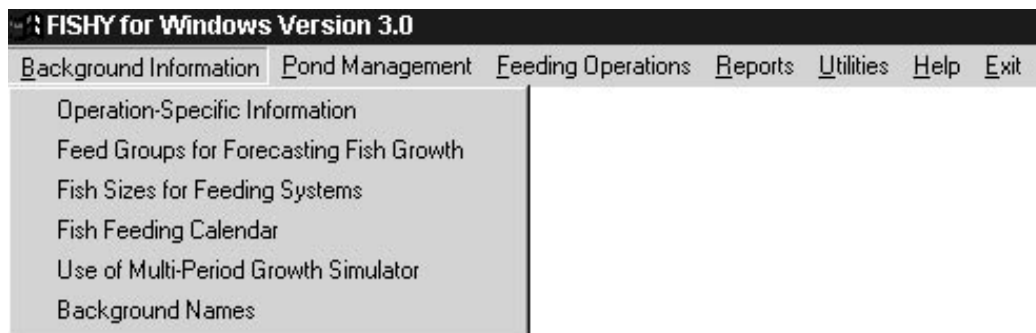 FISHY for Windows Version 3.0
Background Information Pond Management Feeding Operations Reports Utilities Help Exit
Operation-Specific Information
Feed Groups for Forecasting Fish Growth
Fish Sizes for Feeding Systems
Fish Feeding Calendar
Use of Multi-Period Growth Simulator
Background Names